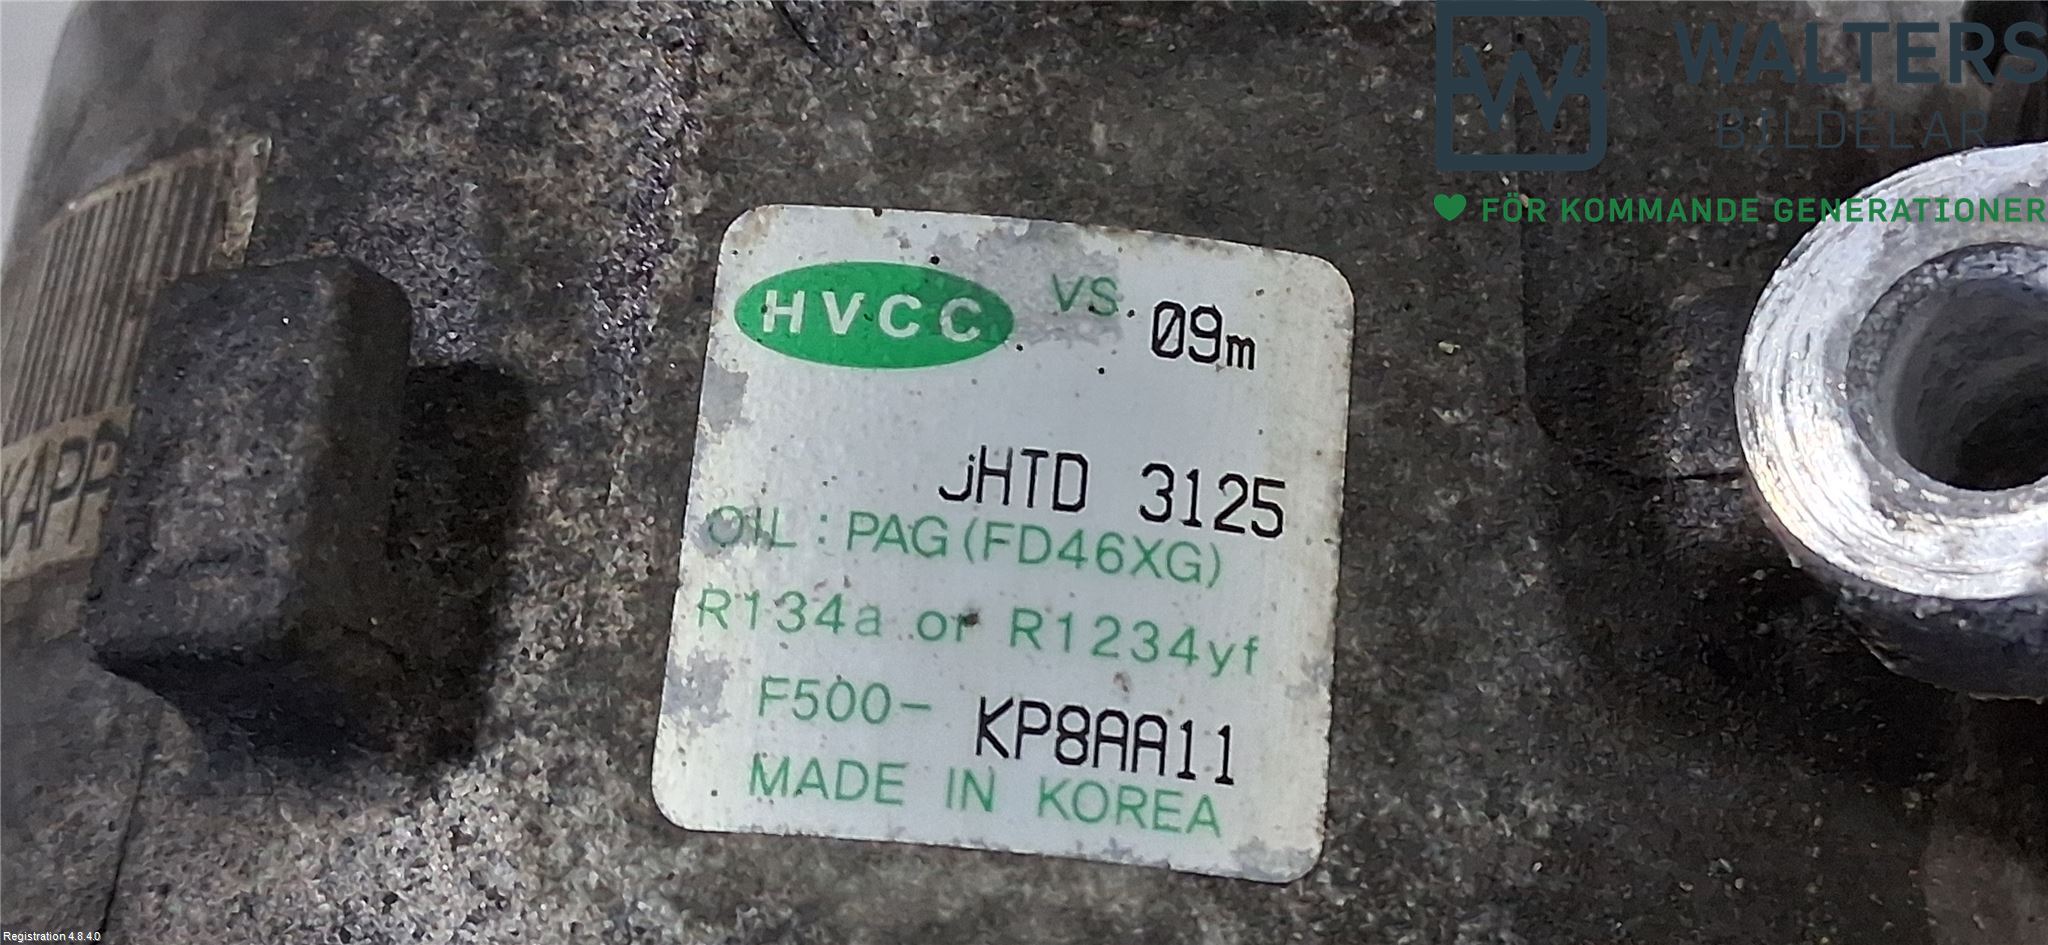 WALTERS
BILDELAR
FÖR KOMMANDE GENERATIONER
HVCC VS 09m
JHTD 3125
OIL : PAG (FD46XG)
R134a or R1234yf
F500- KP8AA11
MADE IN KOREA
Registration 4.8.4.0